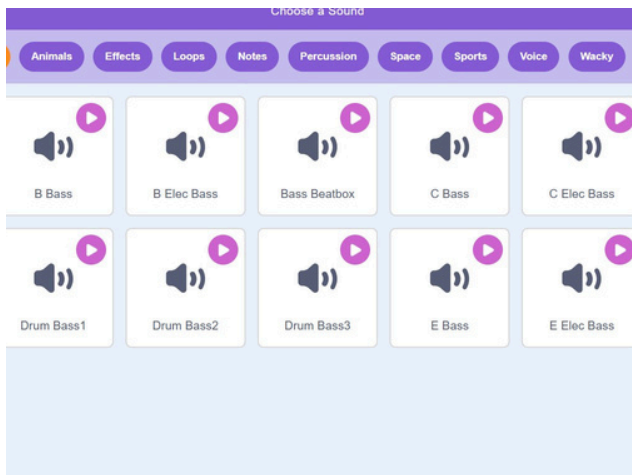 Choose a Sound
Animals Effects Loops Notes Percussion Space Sports Voice Wacky
B Bass B Elec Bass Bass Beatbox C Bass C Elec Bass
Drum Bass1 Drum Bass2 Drum Bass3 E Bass E Elec Bass